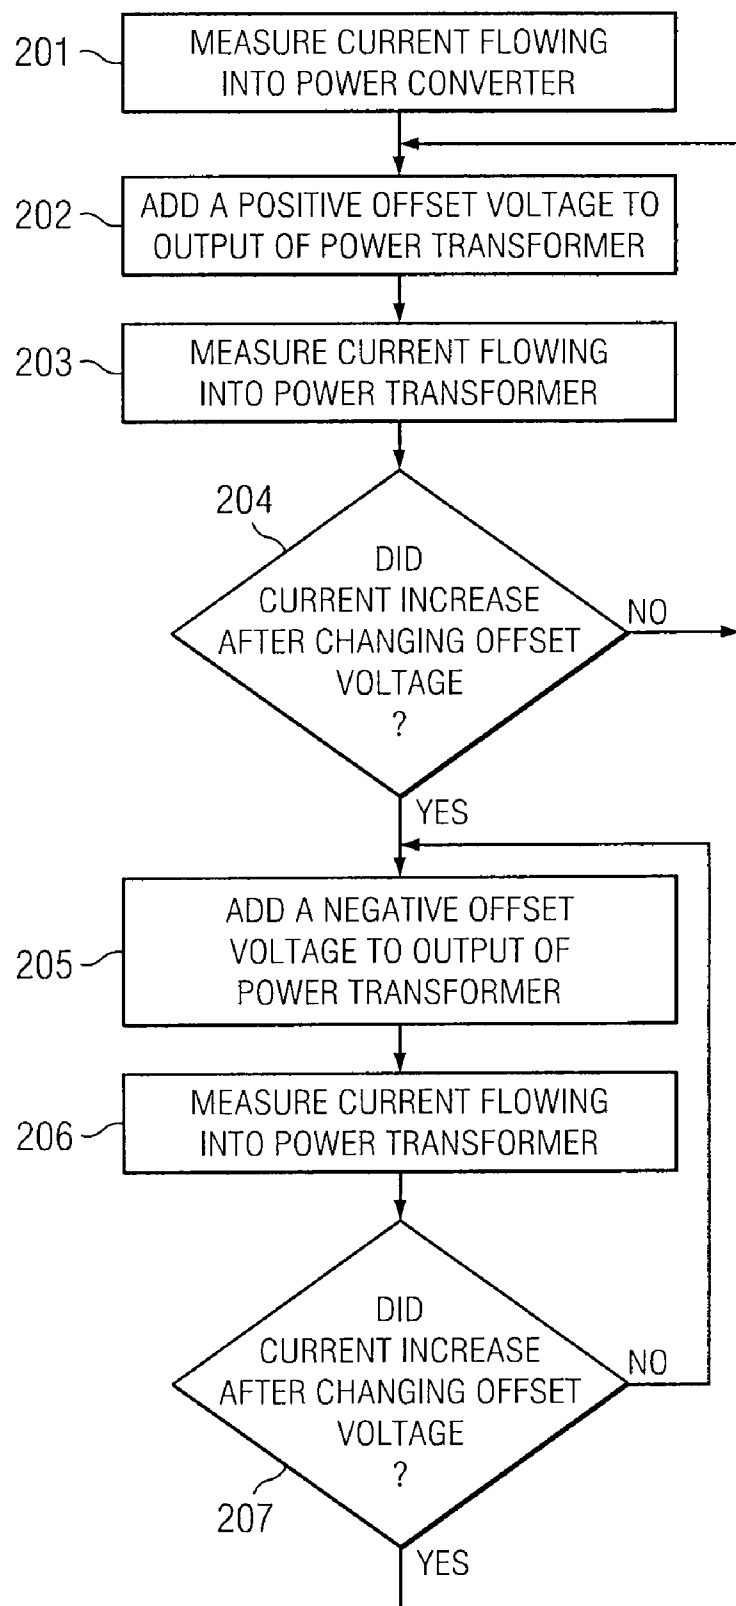 201
MEASURE CURRENT FLOWING
INTO POWER CONVERTER
202
ADD A POSITIVE OFFSET VOLTAGE TO
OUTPUT OF POWER TRANSFORMER
203
MEASURE CURRENT FLOWING
INTO POWER TRANSFORMER
204
DID
CURRENT INCREASE
AFTER CHANGING OFFSET
VOLTAGE
?
NO
YES
205
ADD A NEGATIVE OFFSET
VOLTAGE TO OUTPUT OF
POWER TRANSFORMER
206
MEASURE CURRENT FLOWING
INTO POWER TRANSFORMER
DID
CURRENT INCREASE
AFTER CHANGING OFFSET
VOLTAGE
?
NO
207
YES